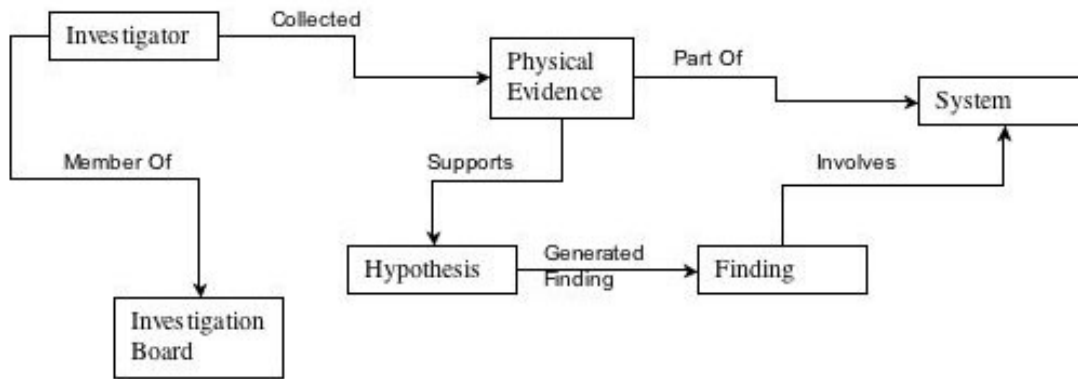 Collected
Investigator
Physical
Evidence
Part Of
System
Member Of
Supports
Involves
Hypothesis
Generated
Finding
Finding
Investigation
Board